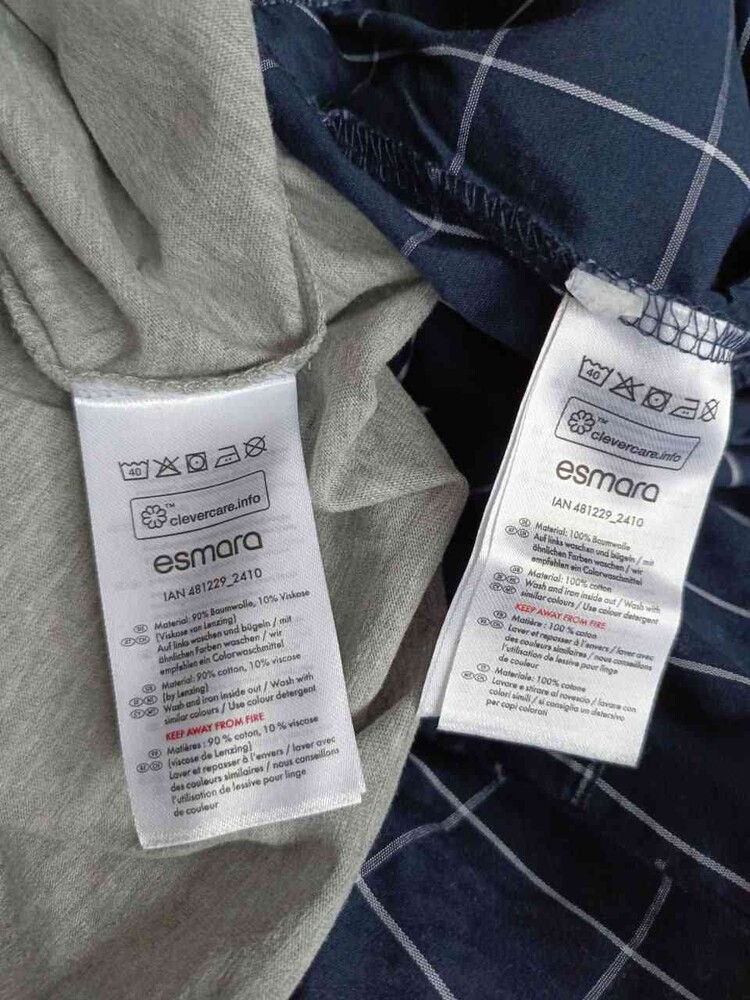 40
clevercare.info
™
esmara
IAN 481229_2410
Material: 90% Baumwolle, 10% Viskose
(Viskose von Lenzing)
Auf links waschen und bügeln / mit
ähnlichen Farben waschen / wir
empfehlen ein Colorwaschmittel
Material: 90% cotton, 10% viscose
(by Lenzing)
Wash and iron inside out / Wash with
similar colours / Use colour detergent
KEEP AWAY FROM FIRE
Matières : 90 % coton, 10 % viscose
(viscose de Lenzing)
Laver et repasser à l'envers / laver avec
des couleurs similaires / nous conseillons
l'utilisation de lessive pour linge
de couleur
40
clevercare.info
™
esmara
IAN 481229_2410
Material: 100% Baumwolle
Auf links waschen und bügeln / mit
ähnlichen Farben waschen / wir
empfehlen ein Colorwaschmittel
Material: 100% cotton
Wash and iron inside out / Wash with
similar colours / Use colour detergent
KEEP AWAY FROM FIRE
Matière : 100 % coton
Laver et repasser à l'envers / laver avec
des couleurs similaires / nous conseillons
l'utilisation de lessive pour linge
de couleur
Materiale: 100% cotone
Lavare e stirare al rovescio / lavare con
colori simili / si consiglia un detersivo
per capi colorati